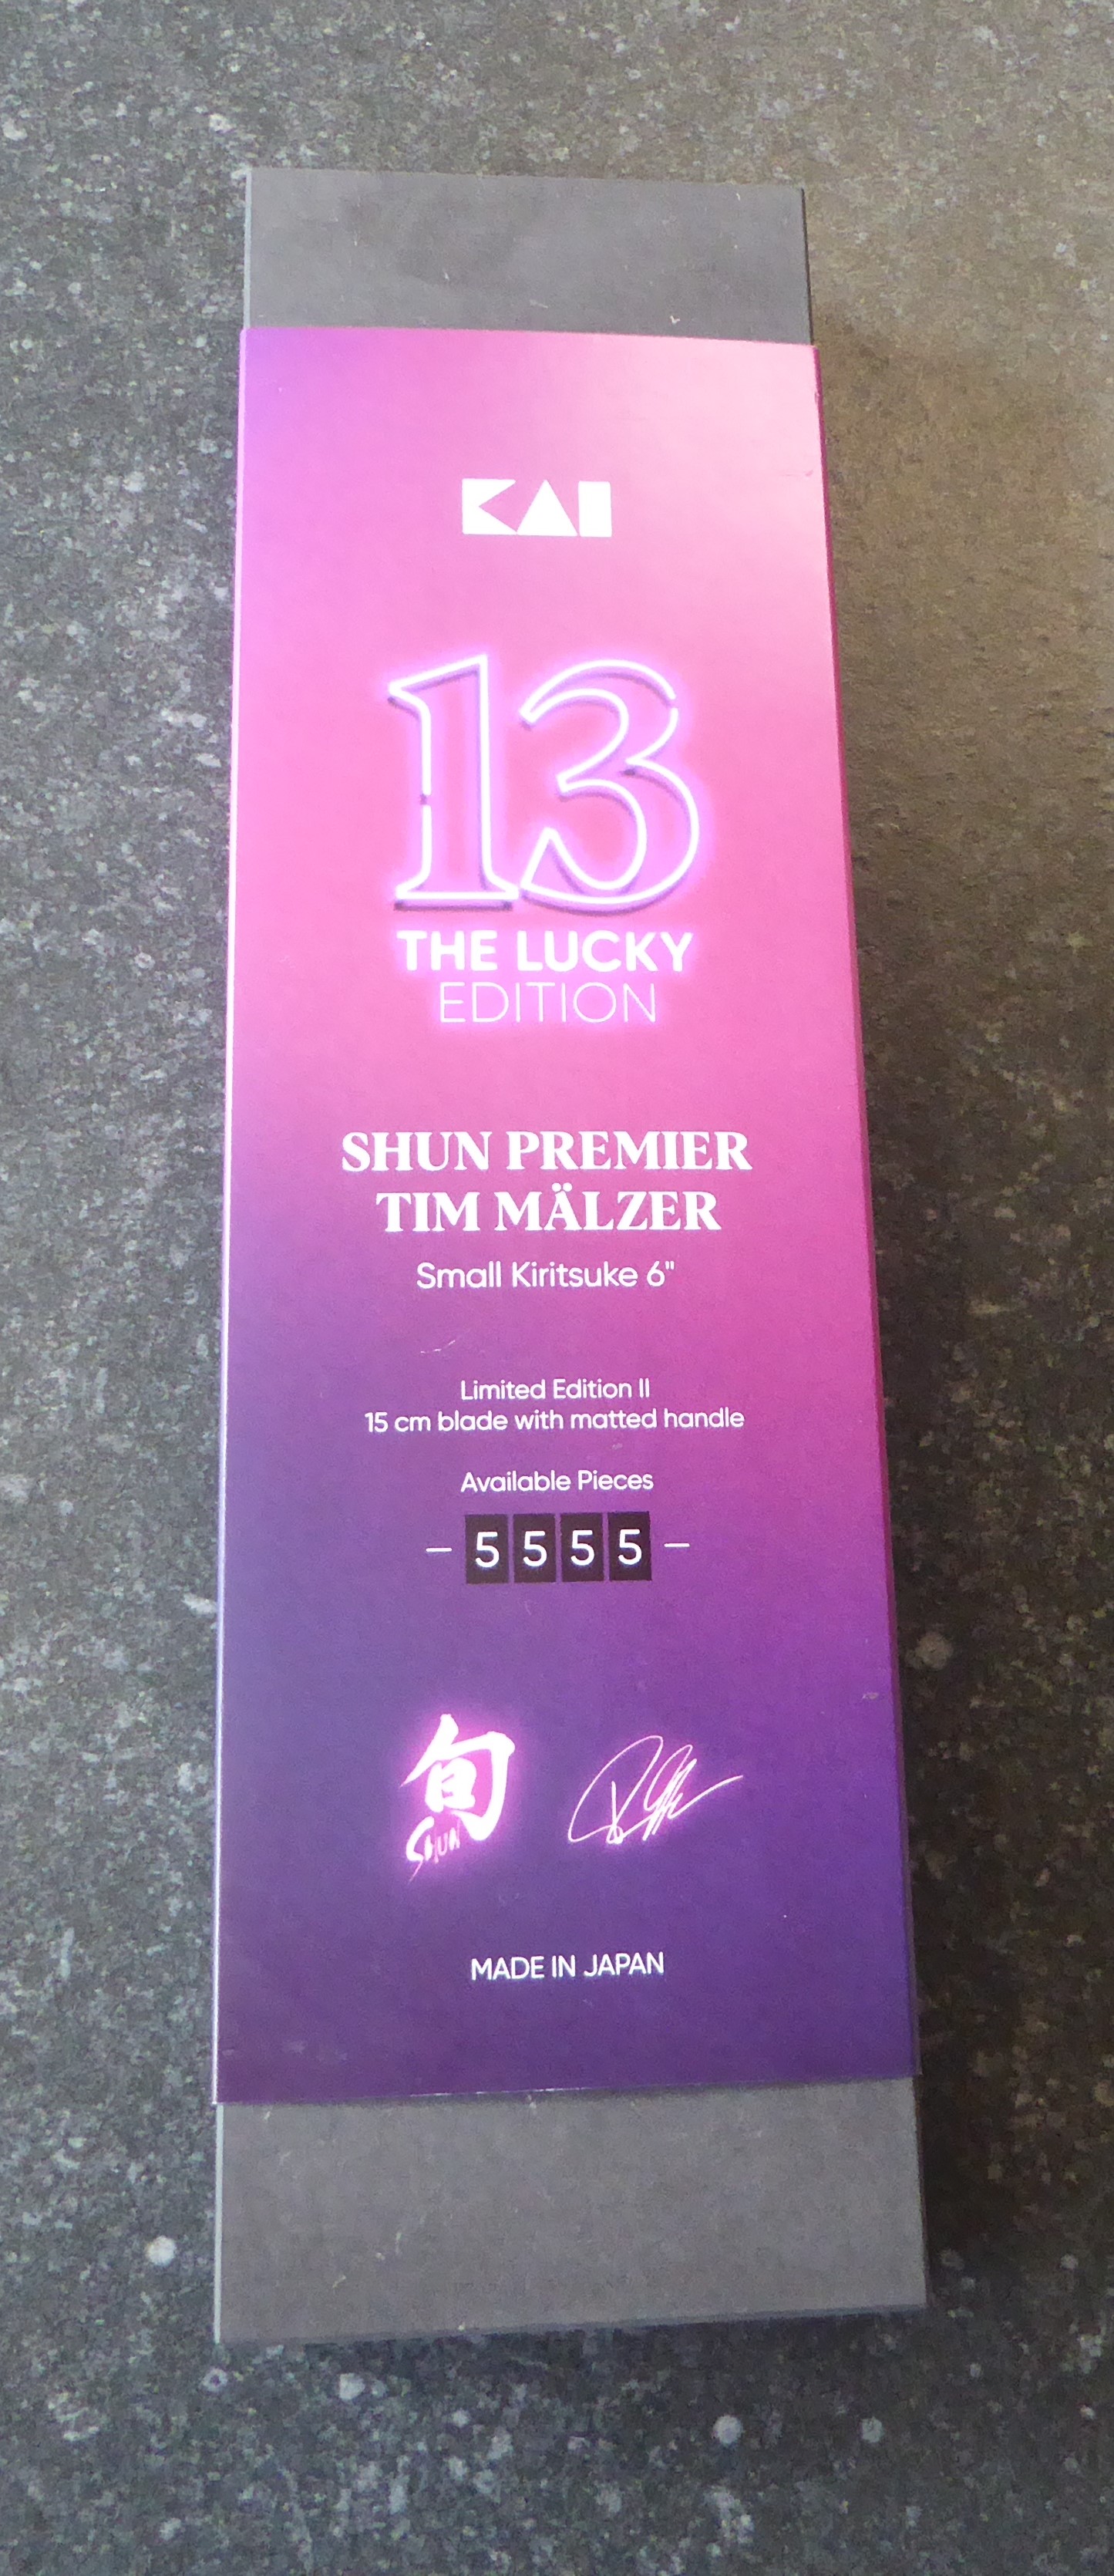 KAI
13
THE LUCKY
EDITION
SHUN PREMIER
TIM MÄLZER
Small Kiritsuke 6"
Limited Edition II
15 cm blade with matted handle
Available Pieces
– 5555 –
旬
SHUN
MADE IN JAPAN